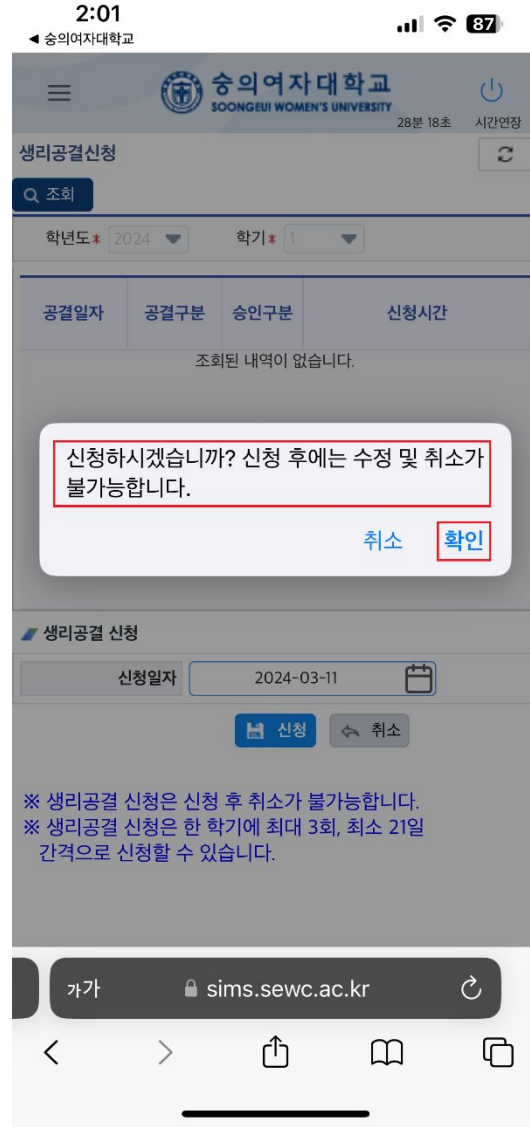 2:01
87
◀ 숭의여자대학교
숭의여자대학교
SOONGEUI WOMEN'S UNIVERSITY
28분 18초 시간연장
생리공결신청
조회
학년도* 2024 학기* 1
공결일자 공결구분 승인구분 신청시간
조회된 내역이 없습니다.
신청하시겠습니까? 신청 후에는 수정 및 취소가
불가능합니다.
취소 확인
생리공결 신청
신청일자 2024-03-11
신청 취소
※ 생리공결 신청은 신청 후 취소가 불가능합니다.
※ 생리공결 신청은 한 학기에 최대 3회, 최소 21일
간격으로 신청할 수 있습니다.
가가 sims.sewc.ac.kr